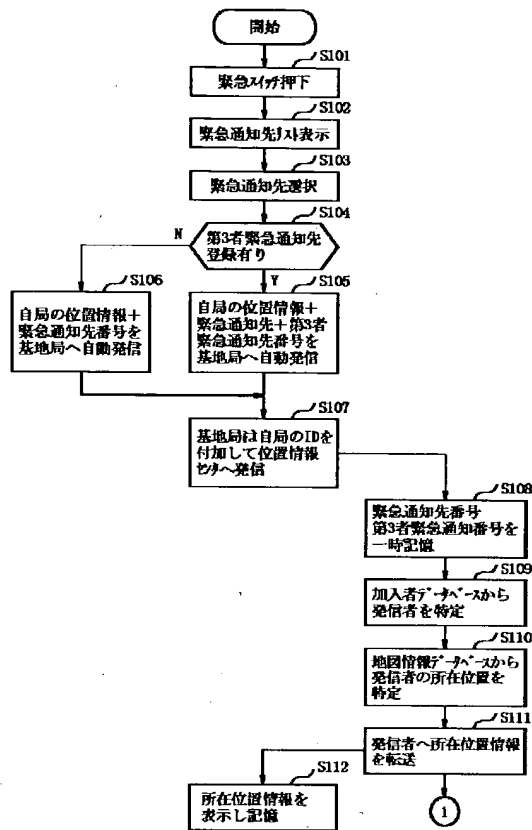 開始
S101
緊急スイッチ押下
S102
緊急通知先リスト表示
S103
緊急通知先選択
S104
第3者緊急通知先
登録有り
N
Y
S106
自局の位置情報+
緊急通知先番号を
基地局へ自動発信
S105
自局の位置情報+
緊急通知先+第3者
緊急通知先番号を
基地局へ自動発信
S107
基地局は自局のIDを
付加して位置情報
センタへ発信
S108
緊急通知先番号
第3者緊急通知番号を
一時記憶
S109
加入者データベースから
発信者を特定
S110
地図情報データベースから
発信者の所在位置を
特定
S111
発信者へ所在位置情報
を転送
S112
所在位置情報を
表示し記憶
1